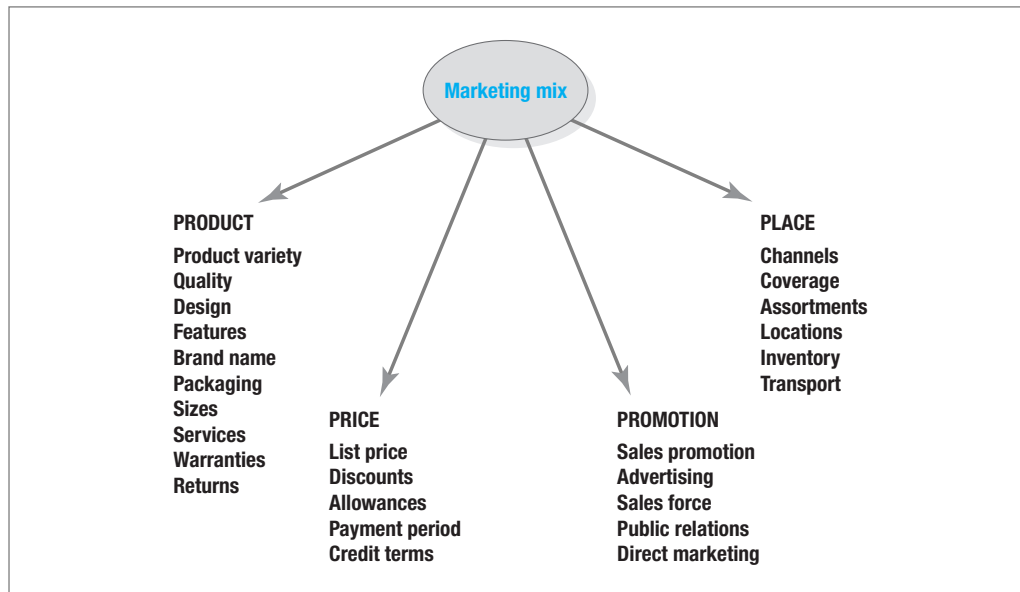 Marketing mix
PRODUCT
Product variety
Quality
Design
Features
Brand name
Packaging
Sizes
Services
Warranties
Returns
PRICE
List price
Discounts
Allowances
Payment period
Credit terms
PROMOTION
Sales promotion
Advertising
Sales force
Public relations
Direct marketing
PLACE
Channels
Coverage
Assortments
Locations
Inventory
Transport